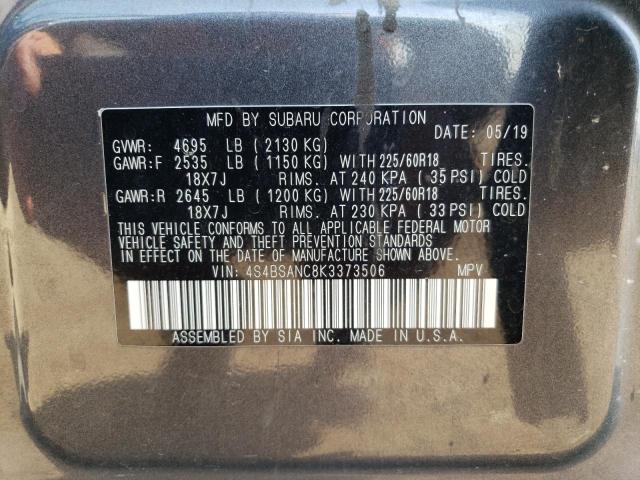 MFD BY SUBARU CORPORATION
DATE: 05/19
GVWR: 4695 LB (2130 KG)
GAWR:F 2535 LB (1150 KG) WITH 225/60R18 TIRES.
18X7J RIMS. AT 240 KPA (35 PSI) COLD
GAWR:R 2645 LB (1200 KG) WITH 225/60R18 TIRES.
18X7J RIMS. AT 230 KPA (33 PSI) COLD
THIS VEHICLE CONFORMS TO ALL APPLICABLE FEDERAL MOTOR
VEHICLE SAFETY AND THEFT PREVENTION STANDARDS
IN EFFECT ON THE DATE OF MANUFACTURE SHOWN ABOVE.
VIN: 4S4BSANC8K3373506 MPV
ASSEMBLED BY SIA INC. MADE IN U.S.A.